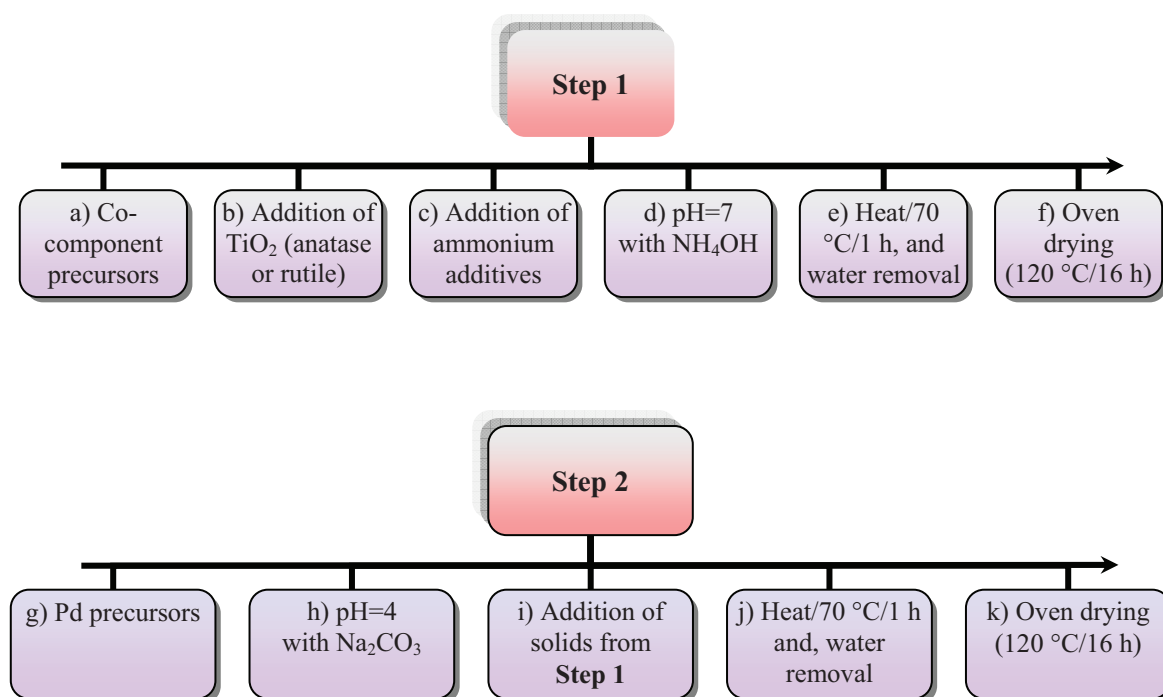 Step 1
a) Co-
component
precursors
b) Addition of
TiO₂ (anatase
or rutile)
c) Addition of
ammonium
additives
d) pH=7
with NH₄OH
e) Heat/70
°C/1 h, and
water removal
f) Oven
drying
(120 °C/16 h)
Step 2
g) Pd precursors
h) pH=4
with Na₂CO₃
i) Addition of
solids from
Step 1
j) Heat/70 °C/1 h
and, water
removal
k) Oven drying
(120 °C/16 h)